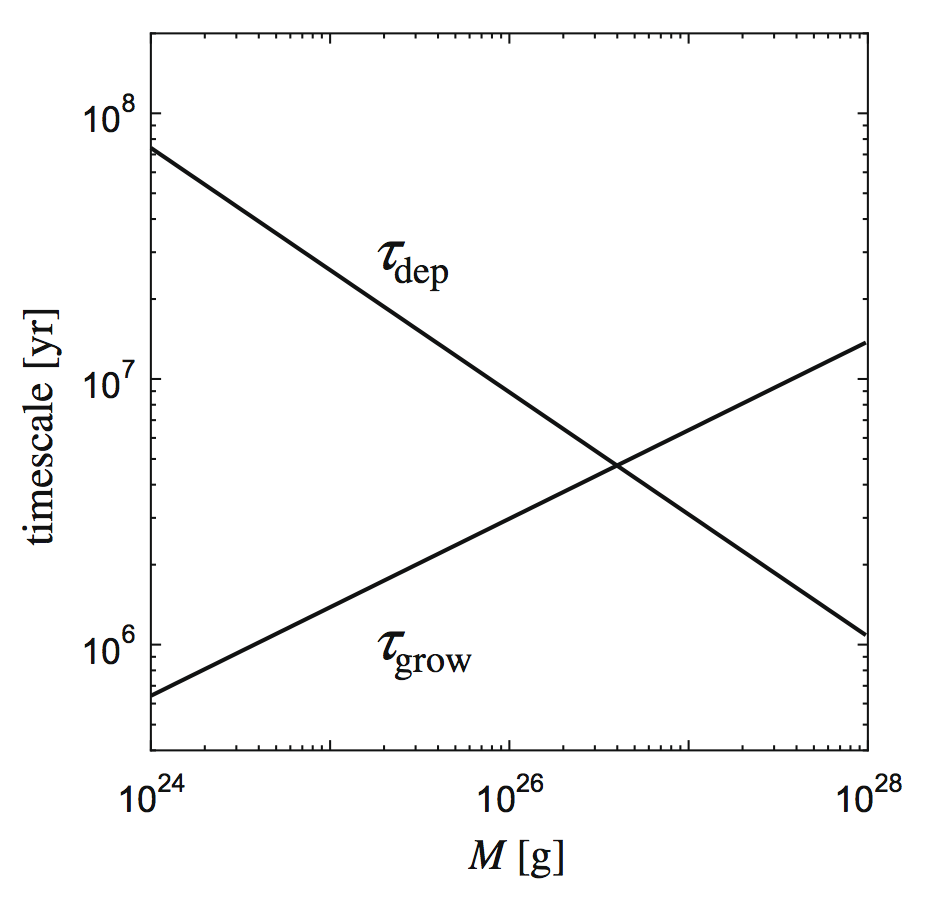 10^8
τ_dep
timescale [yr]
10^7
10^6
τ_grow
10^24 10^26 10^28
M [g]